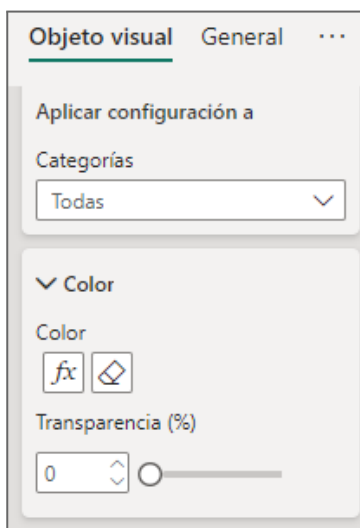 Objeto visual General ...
Aplicar configuración a
Categorías
Todas
Color
Color
fx
Transparencia (%)
0